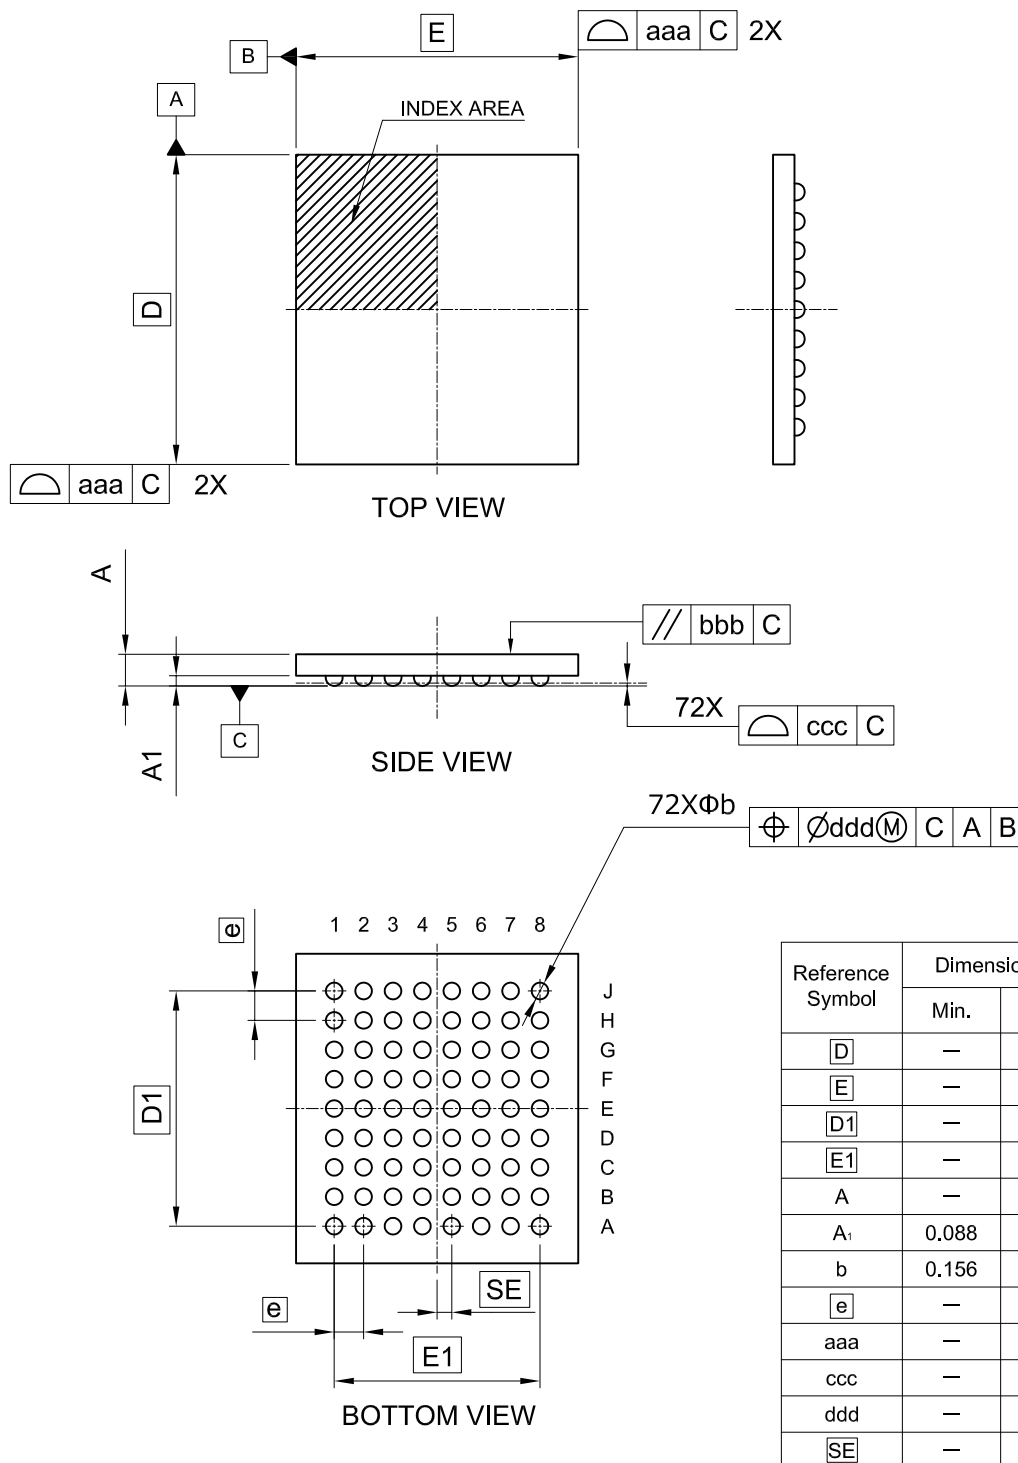 E
aaa C 2X
B
A
INDEX AREA
D
aaa C 2X
TOP VIEW
A
bbb C
72X
ccc C
C
A1
SIDE VIEW
72XΦb
Øddd Ⓜ C A B
1 2 3 4 5 6 7 8
e
J
H
G
F
E
D
C
B
A
D1
SE
e
E1
BOTTOM VIEW
Reference Symbol
Min.
D —
E —
D1 —
E1 —
A —
A1 0.088
b 0.156
e —
aaa —
ccc —
ddd —
SE —